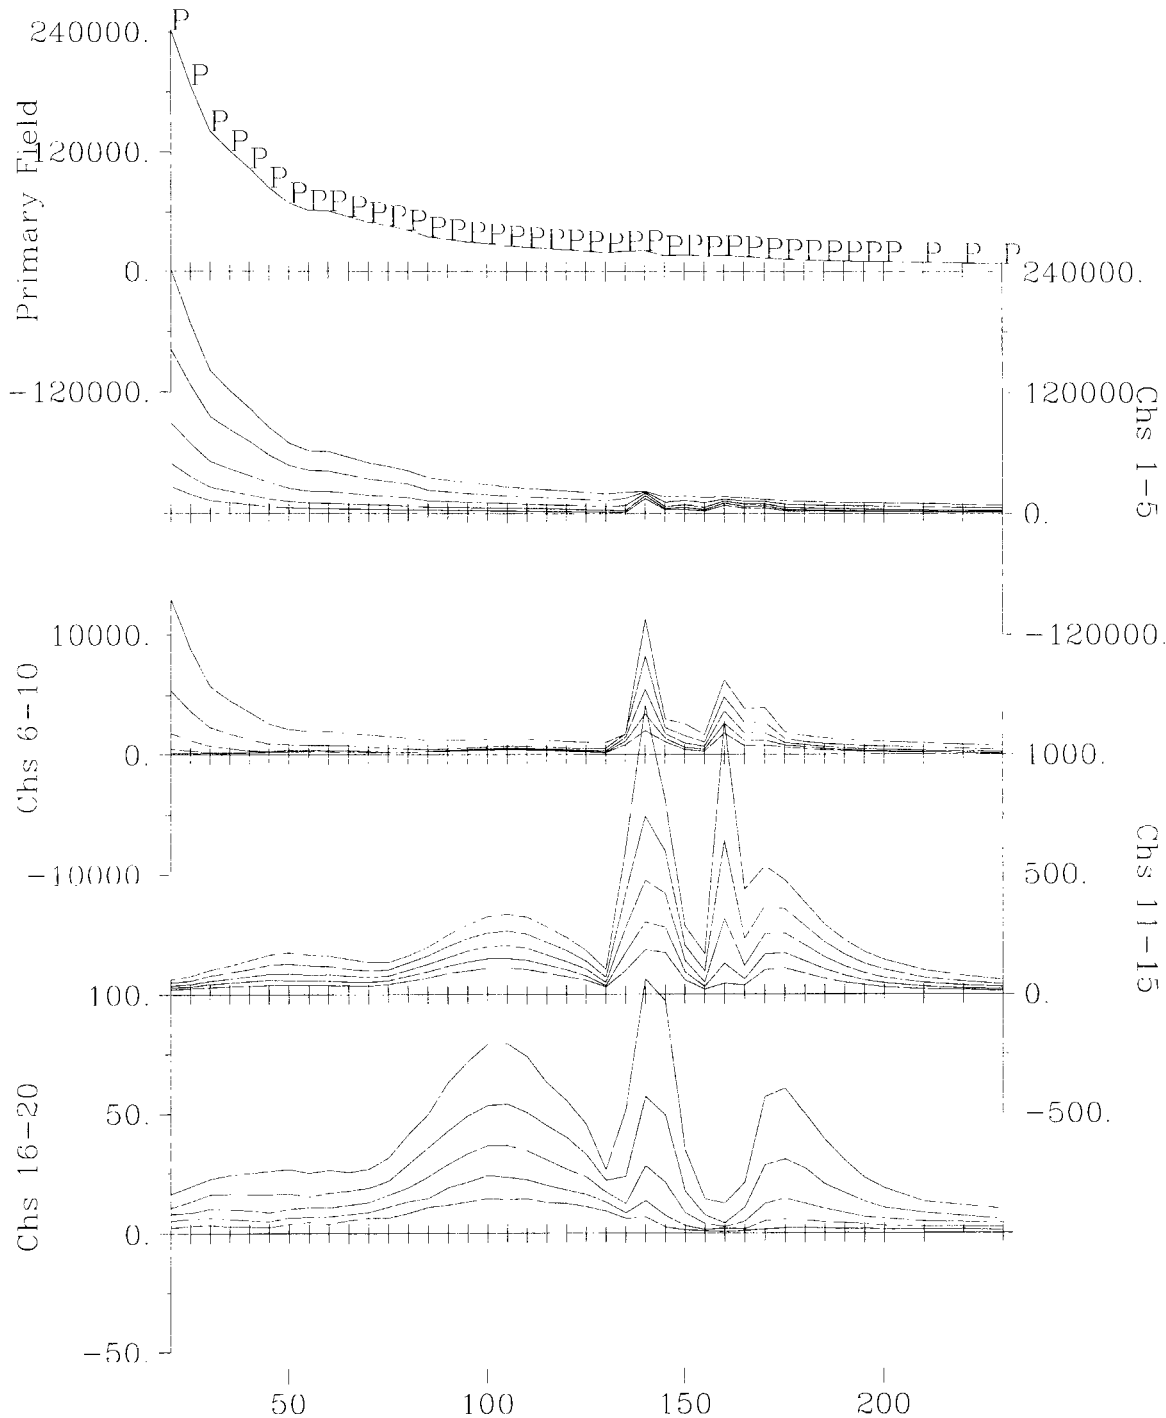 240000.
P P P P P P P P P P P P P P P P P P P P P P P P P P P P P P P P P P P P P P P P
Primary Field
120000.
0.
240000.
-120000.
120000.
Chs 1-5
0.
10000.
-120000.
Chs 6-10
0.
1000.
-10000.
500.
Chs 11-15
100.
0.
Chs 16-20
50.
-500.
0.
-50.
50 100 150 200